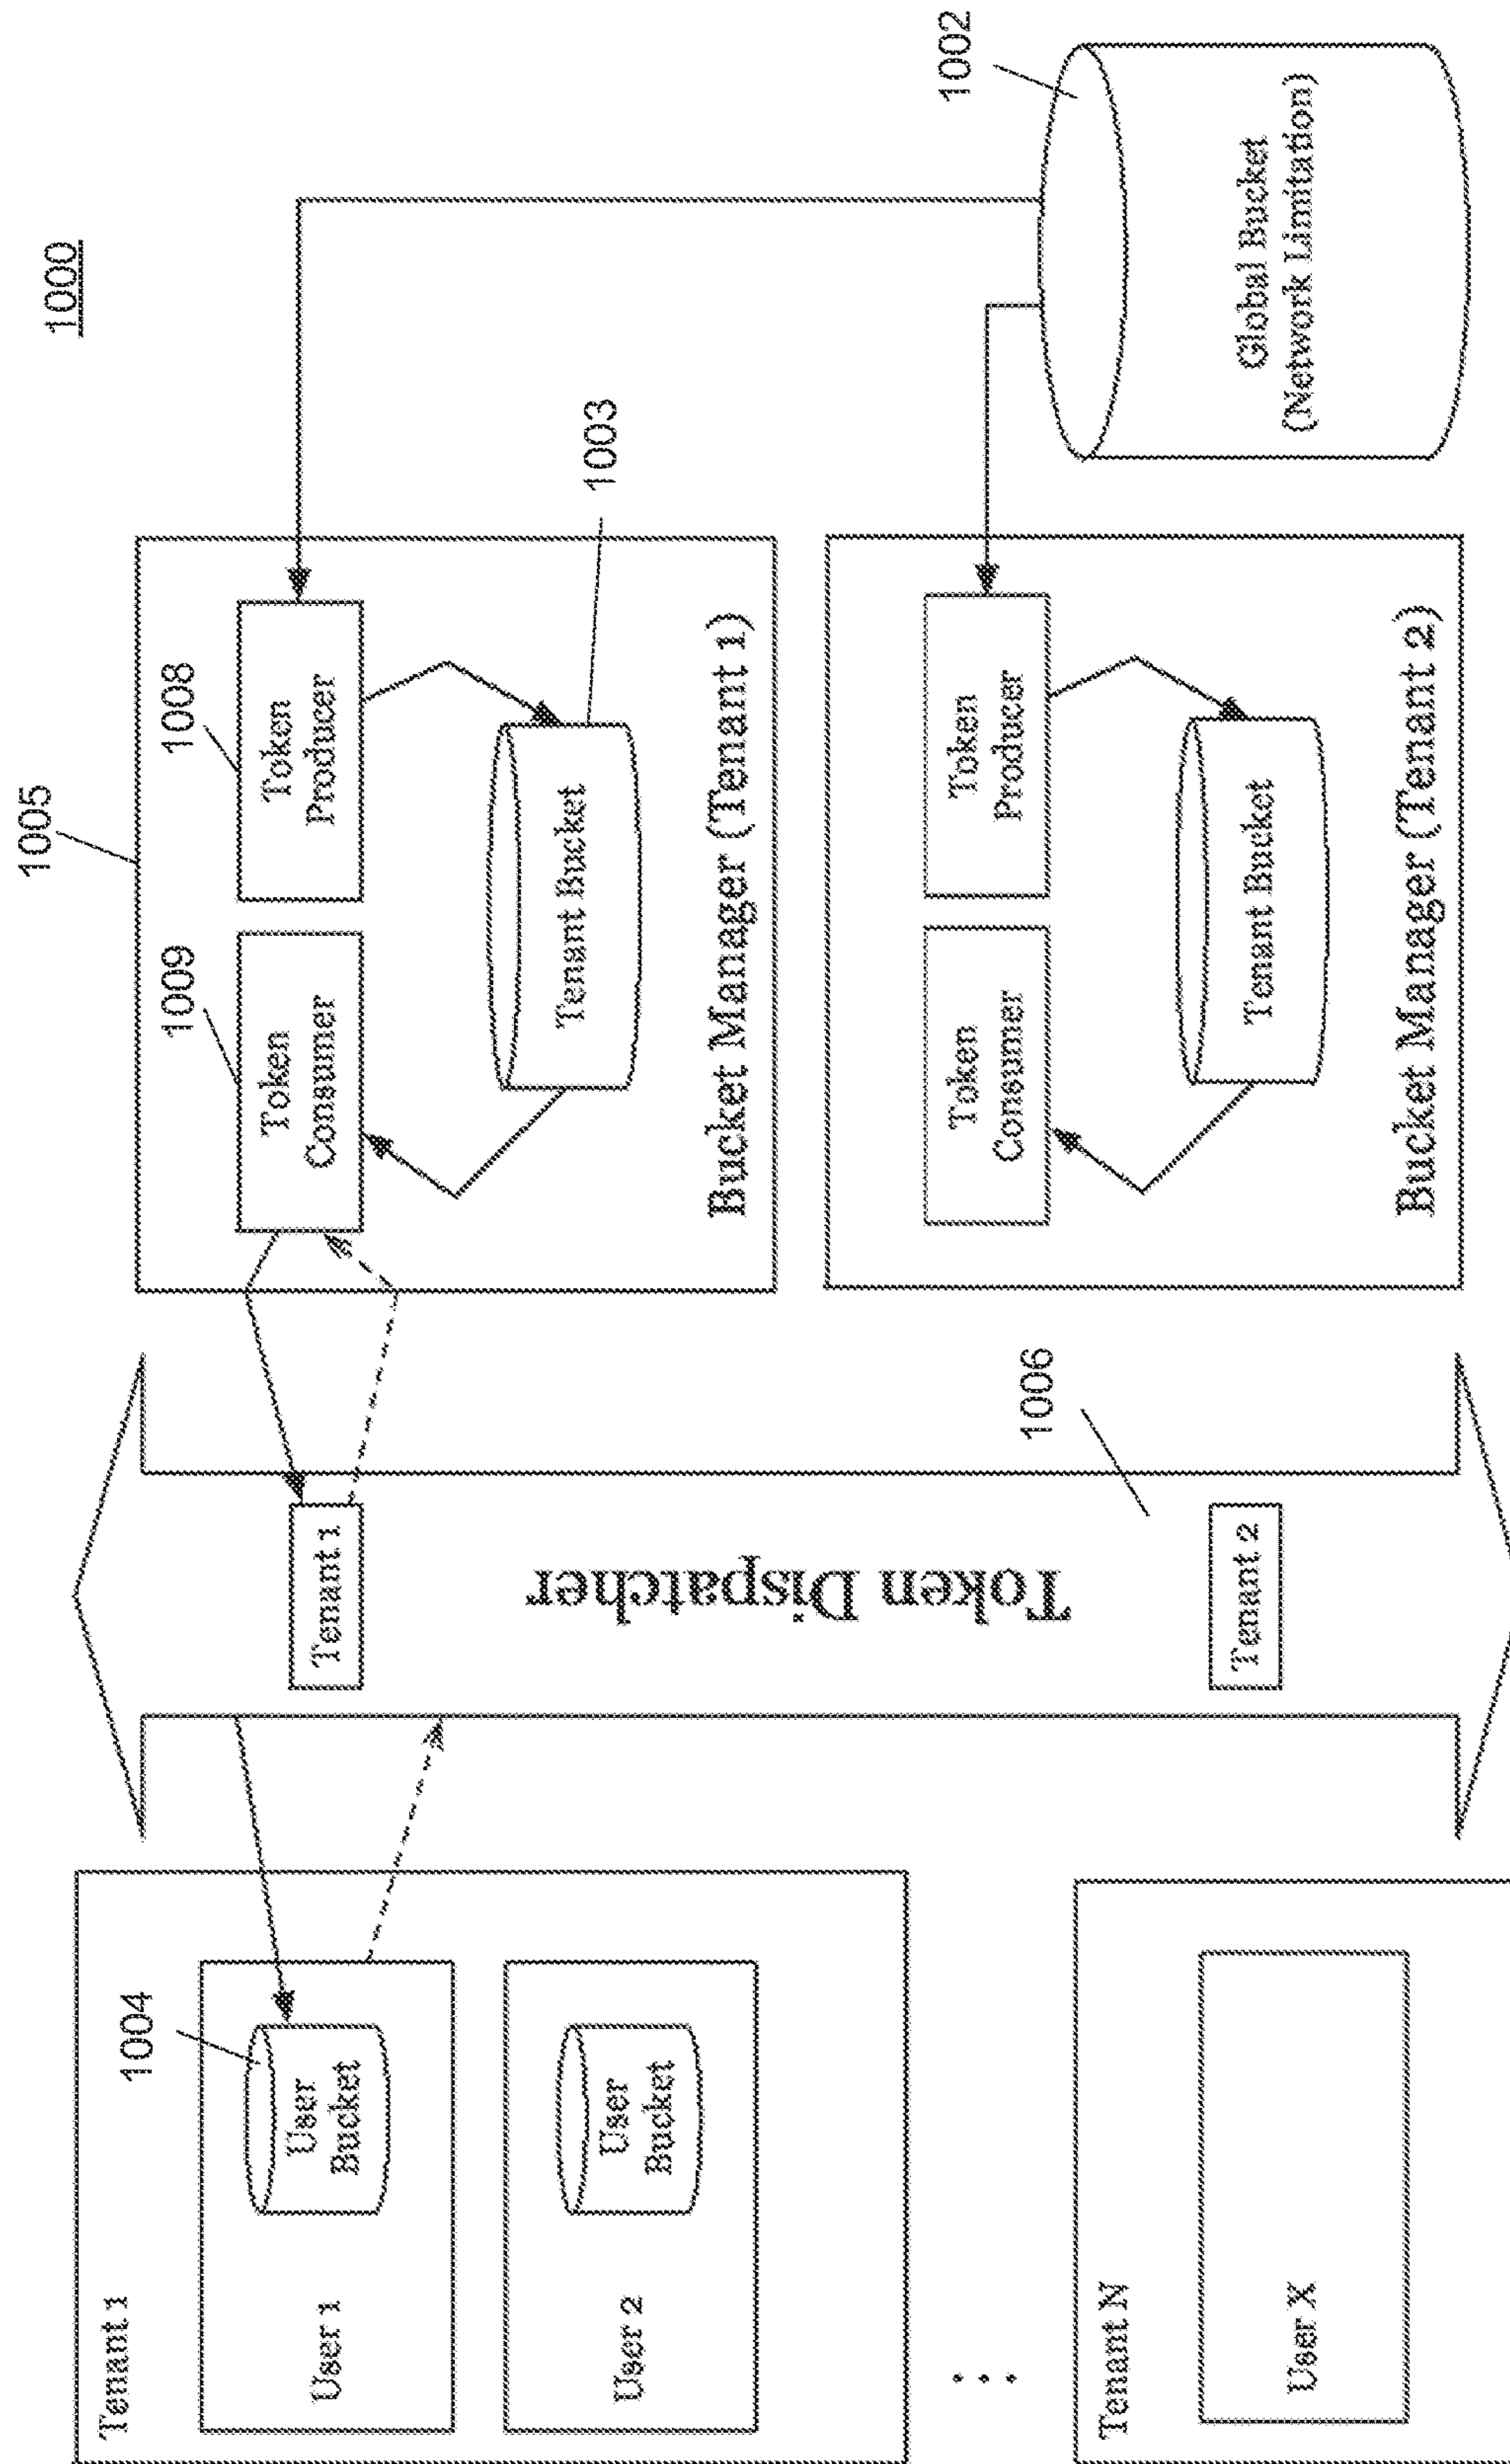 1000
Tenant 1
User 1
1004
User
Bucket
User 2
User
Bucket
Tenant N
User X
Tenant 1
Token Dispatcher
1006
Tenant 2
1005
1009
Token
Consumer
1008
Token
Producer
Tenant Bucket
1003
Bucket Manager (Tenant 1)
Token
Consumer
Token
Producer
Tenant Bucket
Bucket Manager (Tenant 2)
1002
Global Bucket
(Network Limitation)